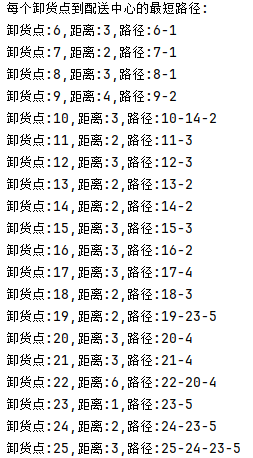 每个卸货点到配送中心的最短路径:
卸货点:6,距离:3,路径:6-1
卸货点:7,距离:2,路径:7-1
卸货点:8,距离:3,路径:8-1
卸货点:9,距离:4,路径:9-2
卸货点:10,距离:3,路径:10-14-2
卸货点:11,距离:2,路径:11-3
卸货点:12,距离:3,路径:12-3
卸货点:13,距离:2,路径:13-2
卸货点:14,距离:2,路径:14-2
卸货点:15,距离:3,路径:15-3
卸货点:16,距离:3,路径:16-2
卸货点:17,距离:3,路径:17-4
卸货点:18,距离:2,路径:18-3
卸货点:19,距离:2,路径:19-23-5
卸货点:20,距离:3,路径:20-4
卸货点:21,距离:3,路径:21-4
卸货点:22,距离:6,路径:22-20-4
卸货点:23,距离:1,路径:23-5
卸货点:24,距离:2,路径:24-23-5
卸货点:25,距离:3,路径:25-24-23-5